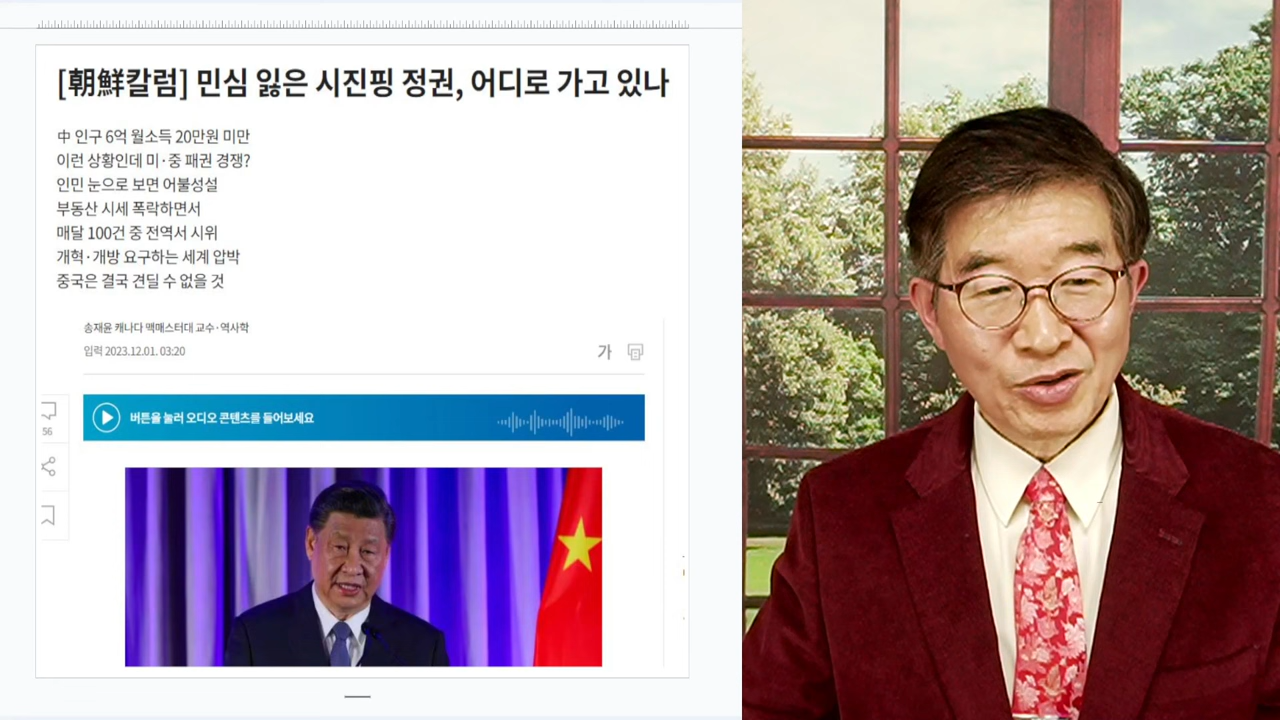 [朝鮮칼럼] 민심 잃은 시진핑 정권, 어디로 가고 있나
中 인구 6억 월소득 20만원 미만
이런 상황인데 미·중 패권 경쟁?
인민 눈으로 보면 어불성설
부동산 시세 폭락하면서
매달 100건 중 전역서 시위
개혁·개방 요구하는 세계 압박
중국은 결국 견딜 수 없을 것
송재윤 캐나다 맥매스터대 교수·역사학
입력 2023.12.01. 03:20
가
56
버튼을 눌러 오디오 콘텐츠를 들어보세요